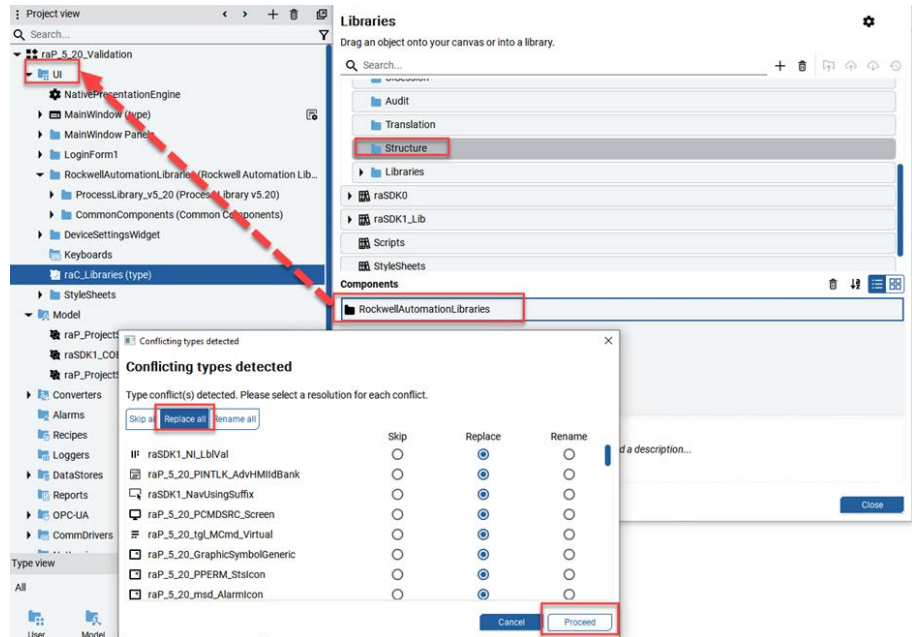 Project view
Search...
raP_5_20_Validation
UI
NativePresentationEngine
MainWindow (type)
MainWindow Panels
LoginForm1
RockwellAutomationLibraries (Rockwell Automation Lib...
ProcessLibrary_v5_20 (Process Library v5.20)
CommonComponents (Common Components)
DeviceSettingsWidget
Keyboards
raC_Libraries (type)
StyleSheets
Model
raP_ProjectS
raSDK1_COE
raP_ProjectS
Converters
Alarms
Recipes
Loggers
DataStores
Reports
OPC-UA
CommDrivers
Type view
All
User
Model
Libraries
Drag an object onto your canvas or into a library.
Search...
Audit
Translation
Structure
Libraries
raSDK0
raSDK1_Lib
Scripts
StyleSheets
Components
RockwellAutomationLibraries
d a description...
Close
Conflicting types detected
Conflicting types detected
Type conflict(s) detected. Please select a resolution for each conflict.
Skip all Replace all Rename all
Skip Replace Rename
raSDK1_NI_LblVal
raP_5_20_PINTLK_AdvHMIIdBank
raSDK1_NavUsingSuffix
raP_5_20_PCMDSRC_Screen
raP_5_20_tgl_MCmd_Virtual
raP_5_20_GraphicSymbolGeneric
raP_5_20_PPERM_StsIcon
raP_5_20_msd_AlarmIcon
Cancel Proceed